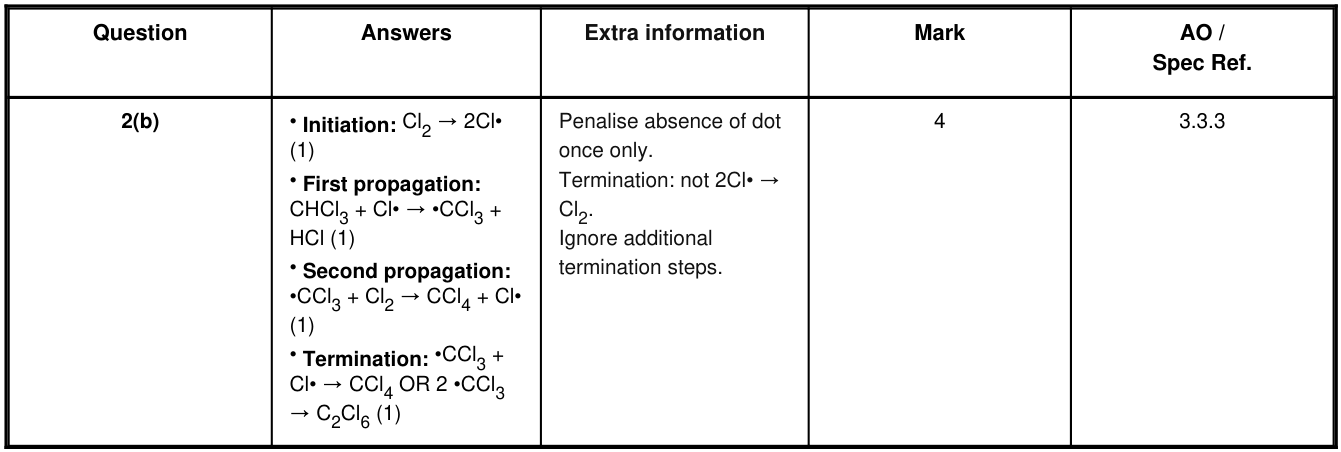 Question Answers Extra information Mark AO /
Spec Ref.
2(b)
• Initiation: Cl₂ → 2Cl•
(1)
• First propagation:
CHCl₃ + Cl• → •CCl₃ +
HCl (1)
• Second propagation:
•CCl₃ + Cl₂ → CCl₄ + Cl•
(1)
• Termination: •CCl₃ +
Cl• → CCl₄ OR 2 •CCl₃
→ C₂Cl₆ (1)
Penalise absence of dot
once only.
Termination: not 2Cl• →
Cl₂.
Ignore additional
termination steps.
4
3.3.3